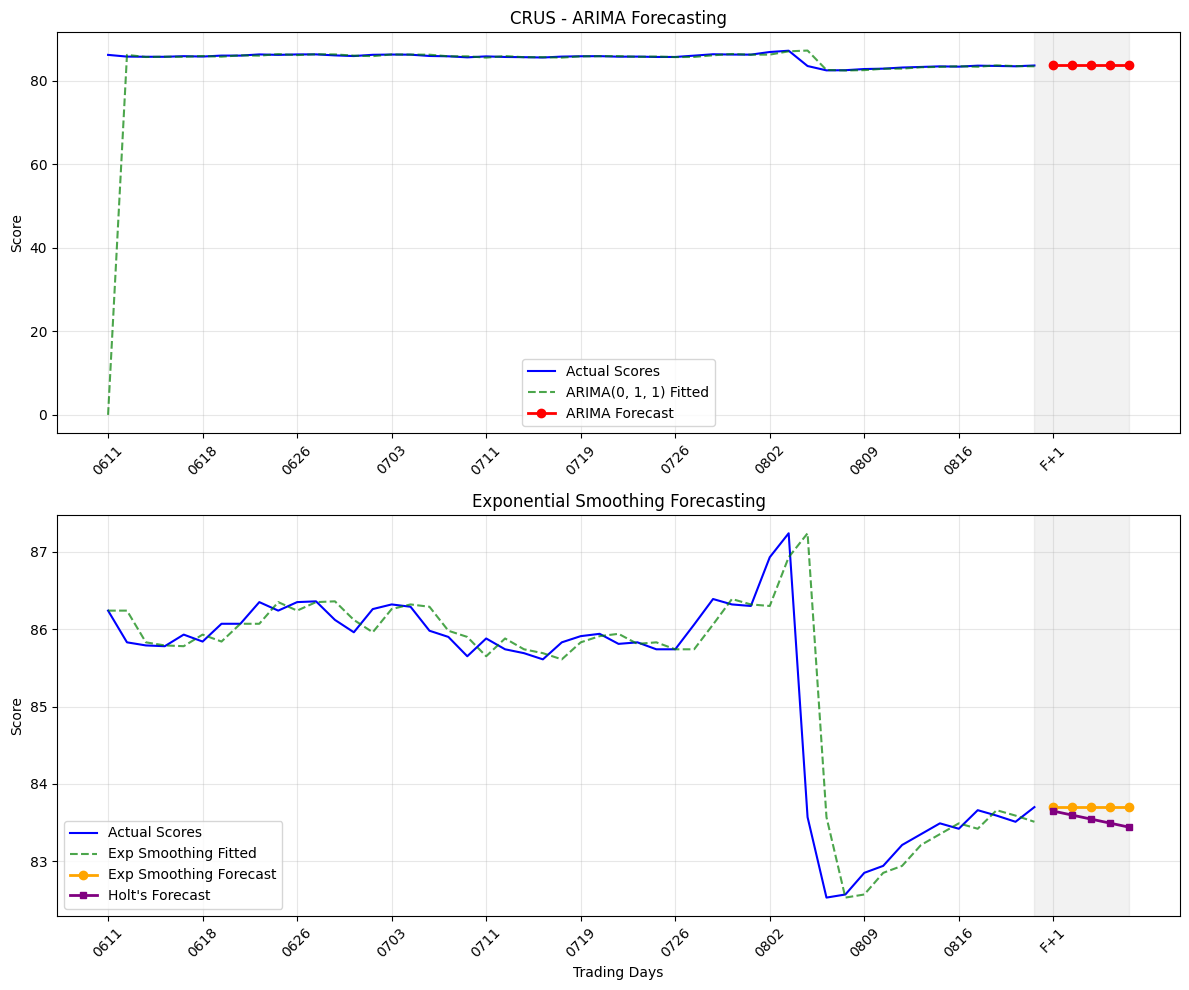 CRUS - ARIMA Forecasting
Score
80
60
40
20
0
Actual Scores
ARIMA(0, 1, 1) Fitted
ARIMA Forecast
0611
0618
0626
0703
0711
0719
0726
0802
0809
0816
F+1
Exponential Smoothing Forecasting
Score
87
86
85
84
83
Actual Scores
Exp Smoothing Fitted
Exp Smoothing Forecast
Holt's Forecast
0611
0618
0626
0703
0711
0719
0726
0802
0809
0816
F+1
Trading Days